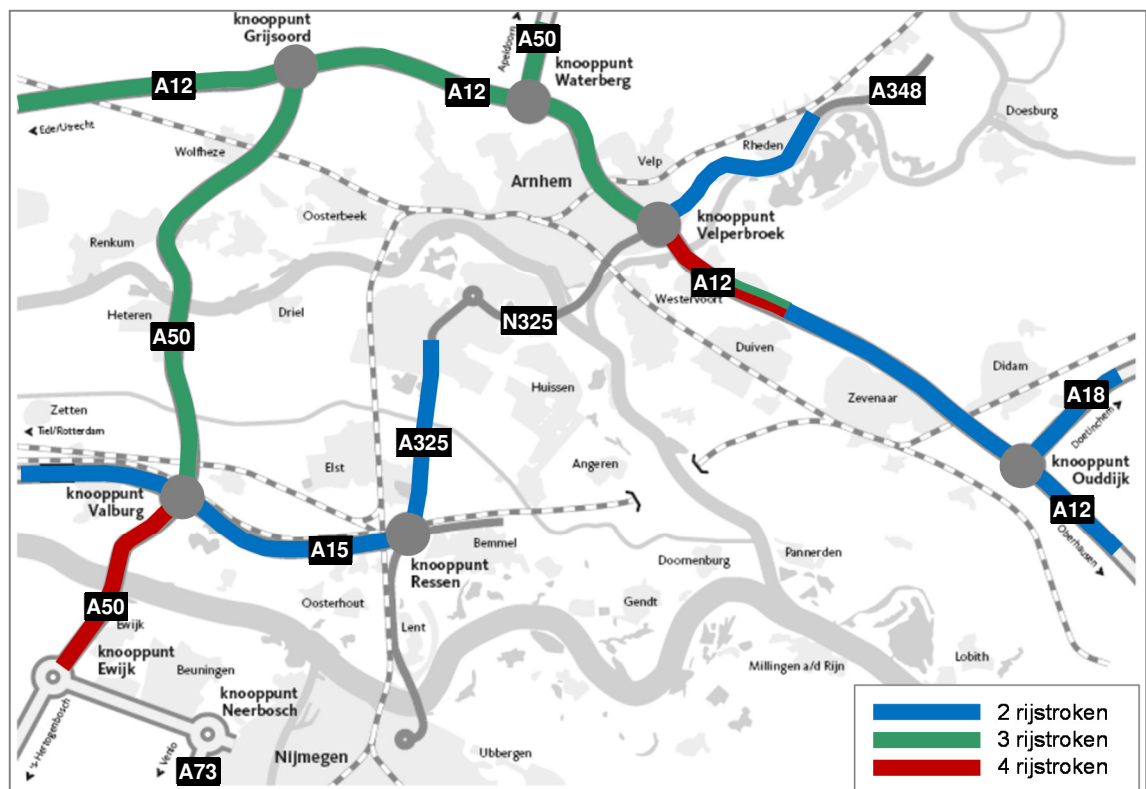 knooppunt
Grijsoord
A50
Apeldoorn
knooppunt
Waterberg
A12
A12
A348
Doesburg
Ede/Utrecht
Wolfheze
Velp
Rheden
Arnhem
Oosterbeek
knooppunt
Velperbroek
Renkum
A12
Westervoort
Heteren
Driel
N325
A50
Duiven
Didam
Huissen
Zevenaar
A18
Doetinchem
Zetten
Tiel/Rotterdam
A325
Elst
Angeren
knooppunt
Ouddijk
knooppunt
Valburg
A12
Oberhausen
A15
Bemmel
knooppunt
Ressen
Doornenburg
Pannerden
A50
Oosterhout
Gendt
Ewijk
Lent
knooppunt
Ewijk
Beuningen
Millingen a/d Rijn
Lobith
knooppunt
Neerbosch
's-Hertogenbosch
Venlo
A73
Nijmegen
Ubbergen
2 rijstroken
3 rijstroken
4 rijstroken